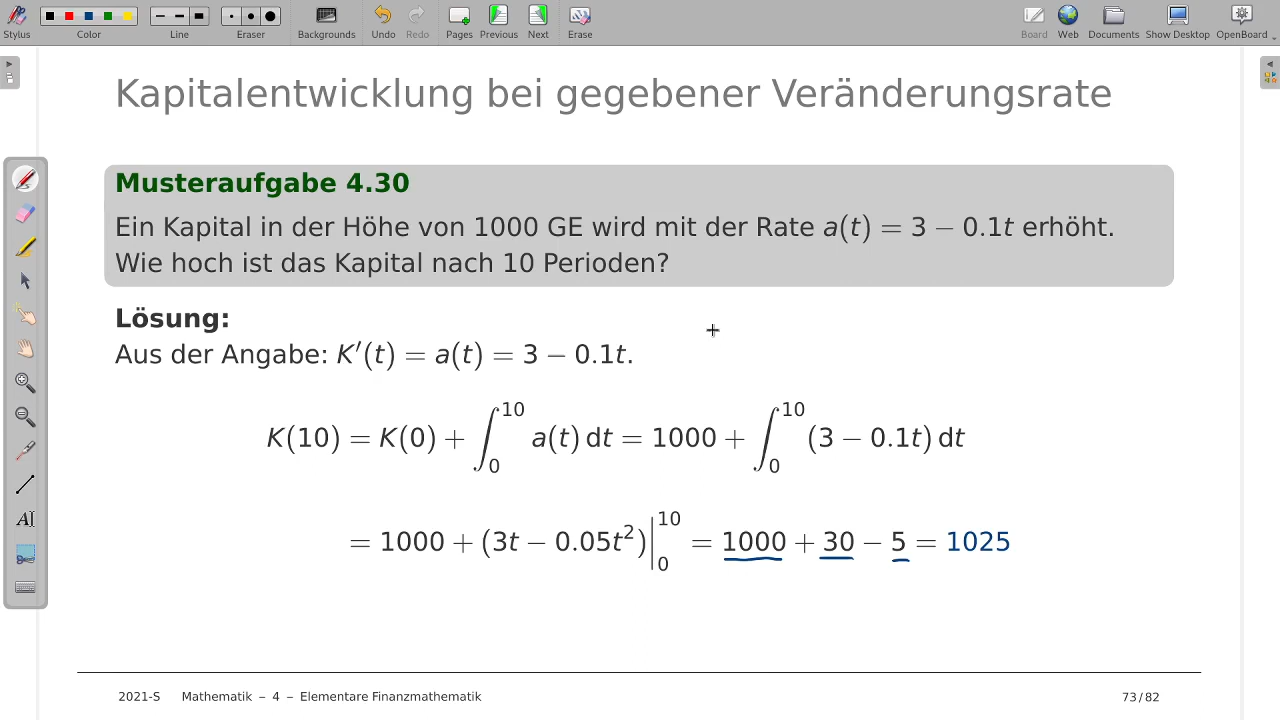 Stylus Color Line Eraser Backgrounds Undo Redo Pages Previous Next Erase Board Web Documents Show Desktop OpenBoard
Kapitalentwicklung bei gegebener Veränderungsrate
Musteraufgabe 4.30
Ein Kapital in der Höhe von 1000 GE wird mit der Rate a(t) = 3 − 0.1t erhöht.
Wie hoch ist das Kapital nach 10 Perioden?
Lösung:
Aus der Angabe: K′(t) = a(t) = 3 − 0.1t.
K(10) = K(0) + ∫₀¹⁰ a(t) dt = 1000 + ∫₀¹⁰ (3 − 0.1t) dt
= 1000 + (3t − 0.05t²)|₀¹⁰ = 1000 + 30 − 5 = 1025
2021-S Mathematik – 4 – Elementare Finanzmathematik 73 / 82